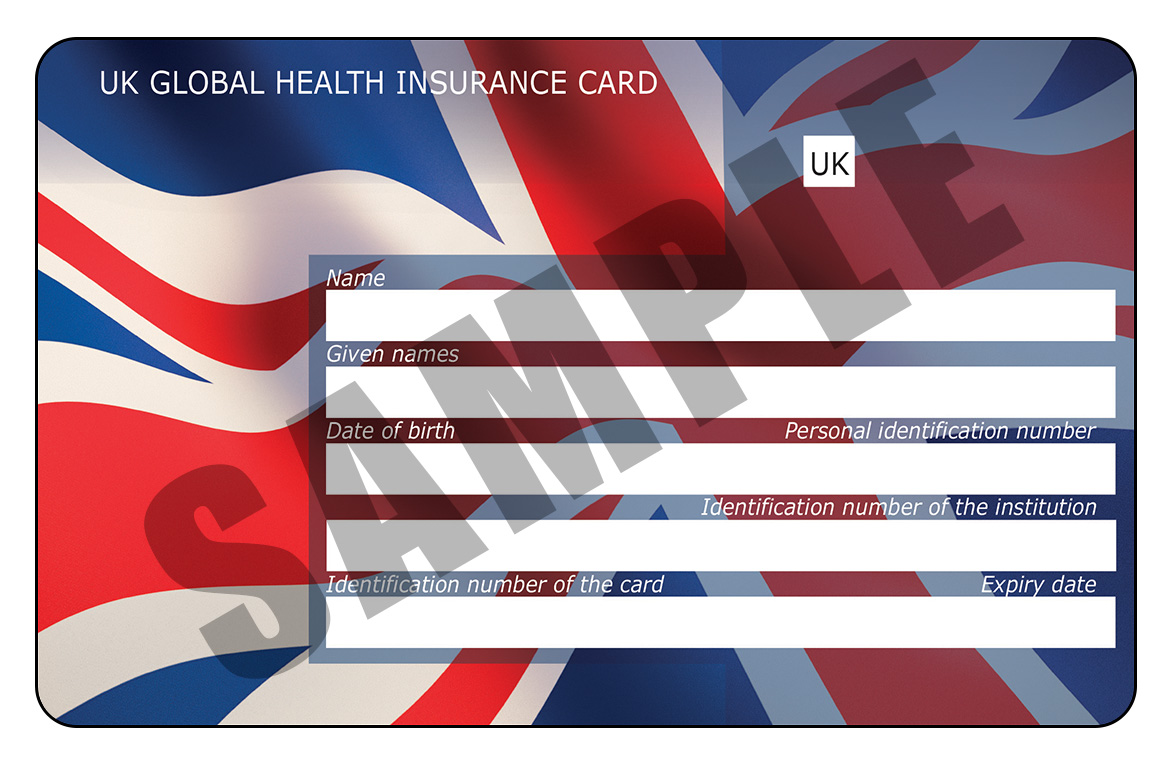 UK GLOBAL HEALTH INSURANCE CARD
UK
Name
Given names
Date of birth Personal identification number
Identification number of the institution
Identification number of the card Expiry date
SAMPLE